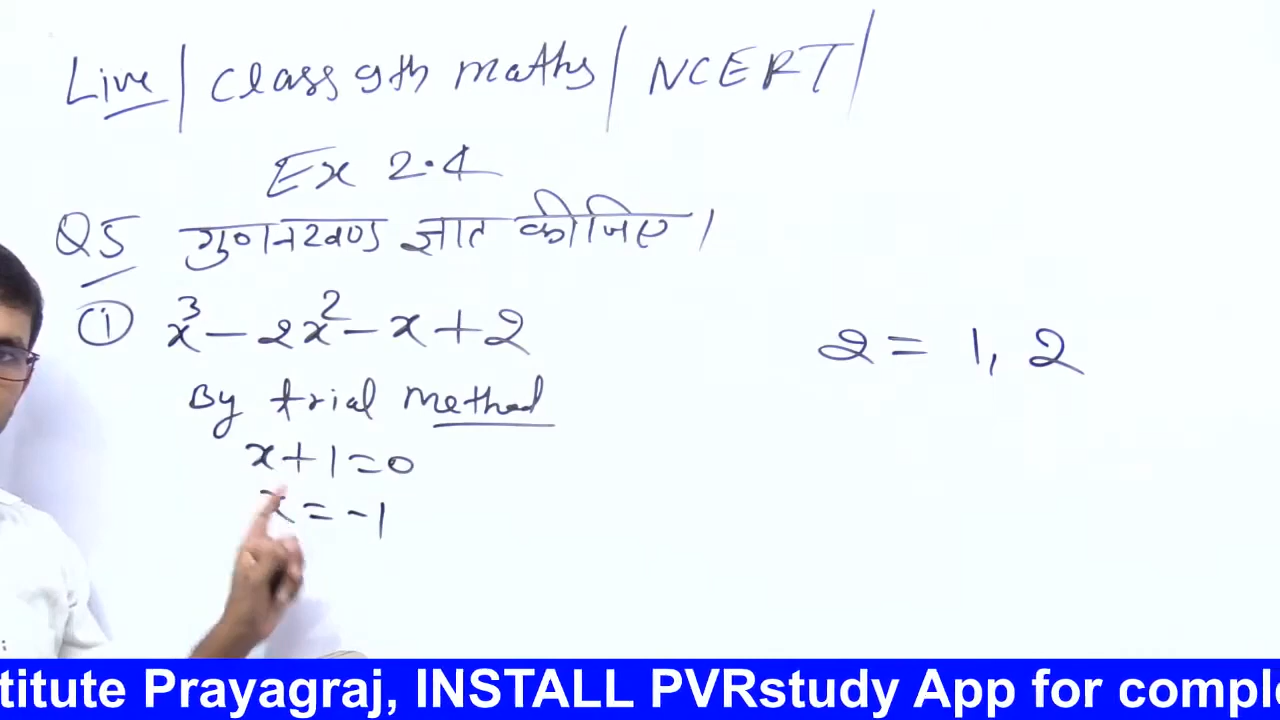 Live / Class 9th maths / NCERT /
Ex 2.4
Q5 गुणनखण्ड ज्ञात कीजिए।
① x³ - 2x² - x + 2
2 = 1, 2
By trial Method
x + 1 = 0
x = -1
titute Prayagraj, INSTALL PVRstudy App for comple